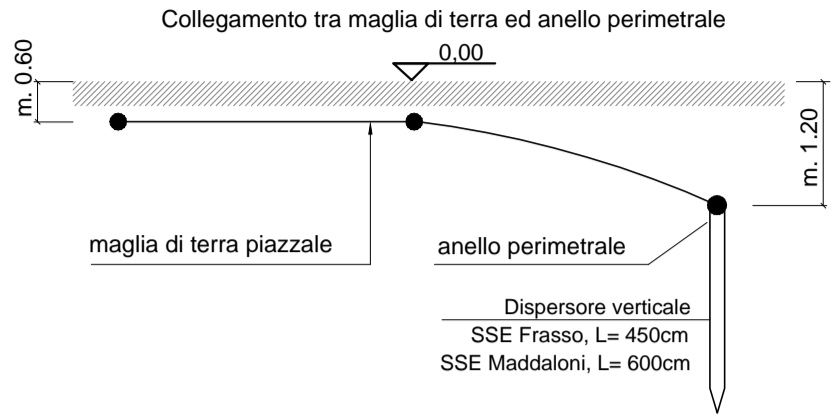 Collegamento tra maglia di terra ed anello perimetrale
0,00
m. 0.60
m. 1.20
maglia di terra piazzale
anello perimetrale
Dispersore verticale
SSE Frasso, L= 450cm
SSE Maddaloni, L= 600cm